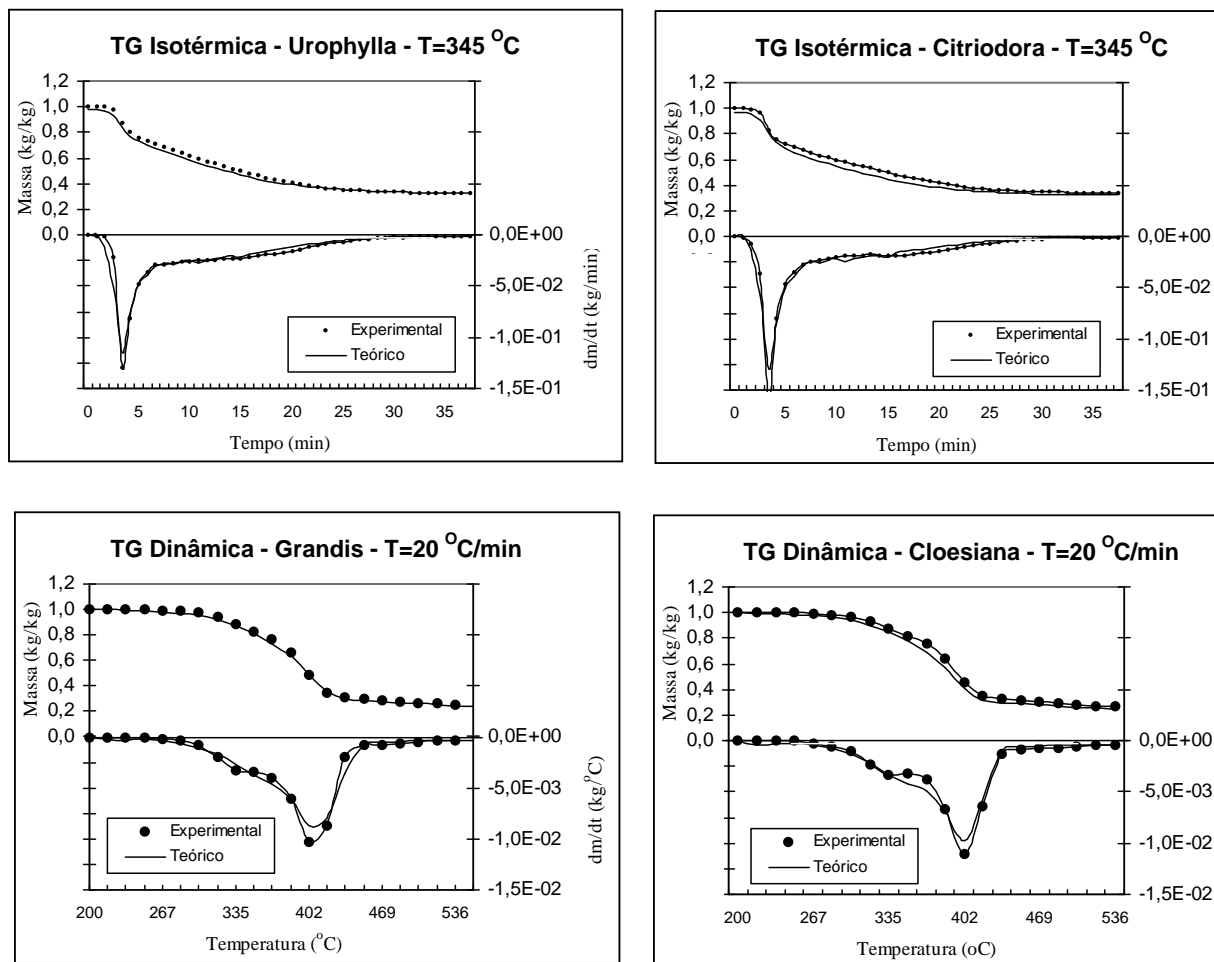 TG Isotérmica - Urophylla - T=345 °C
1,2
1,0
0,8
0,6
0,4
0,2
0,0
Massa (kg/kg)
0,0E+00
-5,0E-02
-1,0E-01
-1,5E-01
dm/dt (kg/min)
Experimental
Teórico
0 5 10 15 20 25 30 35
Tempo (min)
TG Isotérmica - Citriodora - T=345 °C
1,2
1,0
0,8
0,6
0,4
0,2
0,0
Massa (kg/kg)
0,0E+00
-5,0E-02
-1,0E-01
-1,5E-01
Experimental
Teórico
0 5 10 15 20 25 30 35
Tempo (min)
TG Dinâmica - Grandis - T=20 °C/min
1,2
1,0
0,8
0,6
0,4
0,2
0,0
Massa (kg/kg)
0,0E+00
-5,0E-03
-1,0E-02
-1,5E-02
dm/dt (kg/°C)
Experimental
Teórico
200 267 335 402 469 536
Temperatura (°C)
TG Dinâmica - Cloesiana - T=20 °C/min
1,2
1,0
0,8
0,6
0,4
0,2
0,0
Massa (kg/kg)
0,0E+00
-5,0E-03
-1,0E-02
-1,5E-02
Experimental
Teórico
200 267 335 402 469 536
Temperatura (oC)